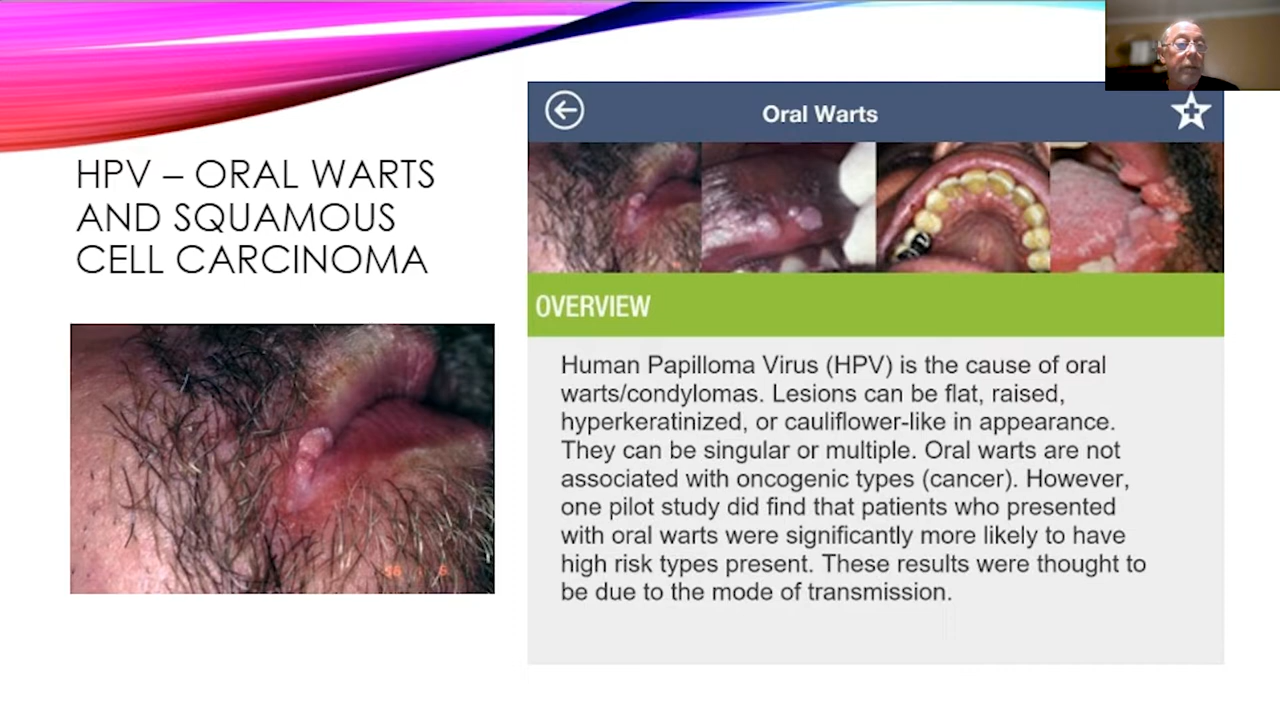 HPV – ORAL WARTS
AND SQUAMOUS
CELL CARCINOMA
Oral Warts
OVERVIEW
Human Papilloma Virus (HPV) is the cause of oral
warts/condylomas. Lesions can be flat, raised,
hyperkeratinized, or cauliflower-like in appearance.
They can be singular or multiple. Oral warts are not
associated with oncogenic types (cancer). However,
one pilot study did find that patients who presented
with oral warts were significantly more likely to have
high risk types present. These results were thought to
be due to the mode of transmission.